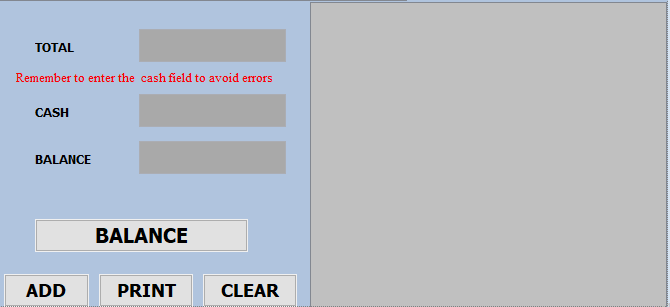 TOTAL
Remember to enter the  cash field to avoid errors
CASH
BALANCE
BALANCE
ADD PRINT CLEAR